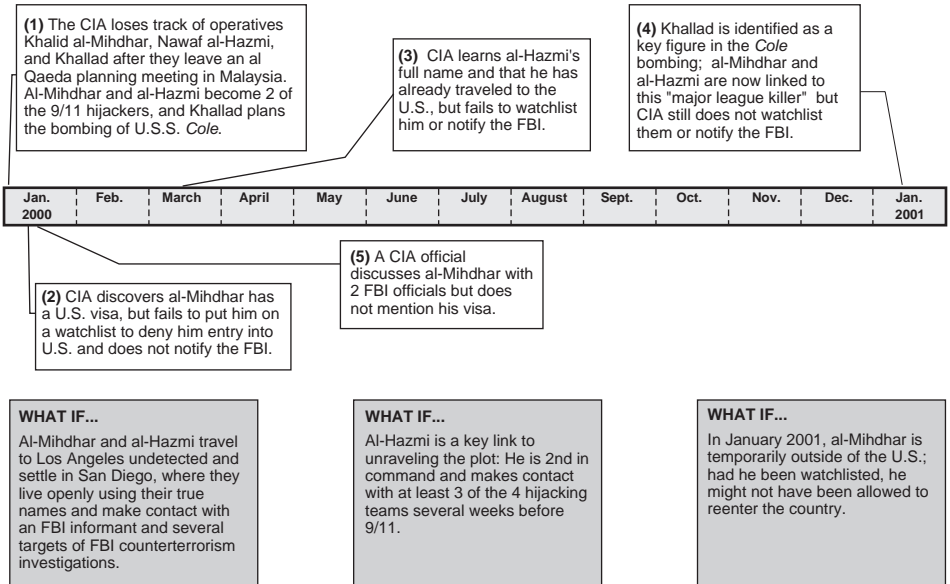 (1) The CIA loses track of operatives
Khalid al-Mihdhar, Nawaf al-Hazmi,
and Khallad after they leave an al
Qaeda planning meeting in Malaysia.
Al-Mihdhar and al-Hazmi become 2 of
the 9/11 hijackers, and Khallad plans
the bombing of U.S.S. Cole.
(3) CIA learns al-Hazmi's
full name and that he has
already traveled to the
U.S., but fails to watchlist
him or notify the FBI.
(4) Khallad is identified as a
key figure in the Cole
bombing; al-Mihdhar and
al-Hazmi are now linked to
this "major league killer" but
CIA still does not watchlist
them or notify the FBI.
Jan. Feb. March April May June July August Sept. Oct. Nov. Dec. Jan.
2000 2001
(2) CIA discovers al-Mihdhar has
a U.S. visa, but fails to put him on
a watchlist to deny him entry into
U.S. and does not notify the FBI.
(5) A CIA official
discusses al-Mihdhar with
2 FBI officials but does
not mention his visa.
WHAT IF...
Al-Mihdhar and al-Hazmi travel
to Los Angeles undetected and
settle in San Diego, where they
live openly using their true
names and make contact with
an FBI informant and several
targets of FBI counterterrorism
investigations.
WHAT IF...
Al-Hazmi is a key link to
unraveling the plot: He is 2nd in
command and makes contact
with at least 3 of the 4 hijacking
teams several weeks before
9/11.
WHAT IF...
In January 2001, al-Mihdhar is
temporarily outside of the U.S.;
had he been watchlisted, he
might not have been allowed to
reenter the country.